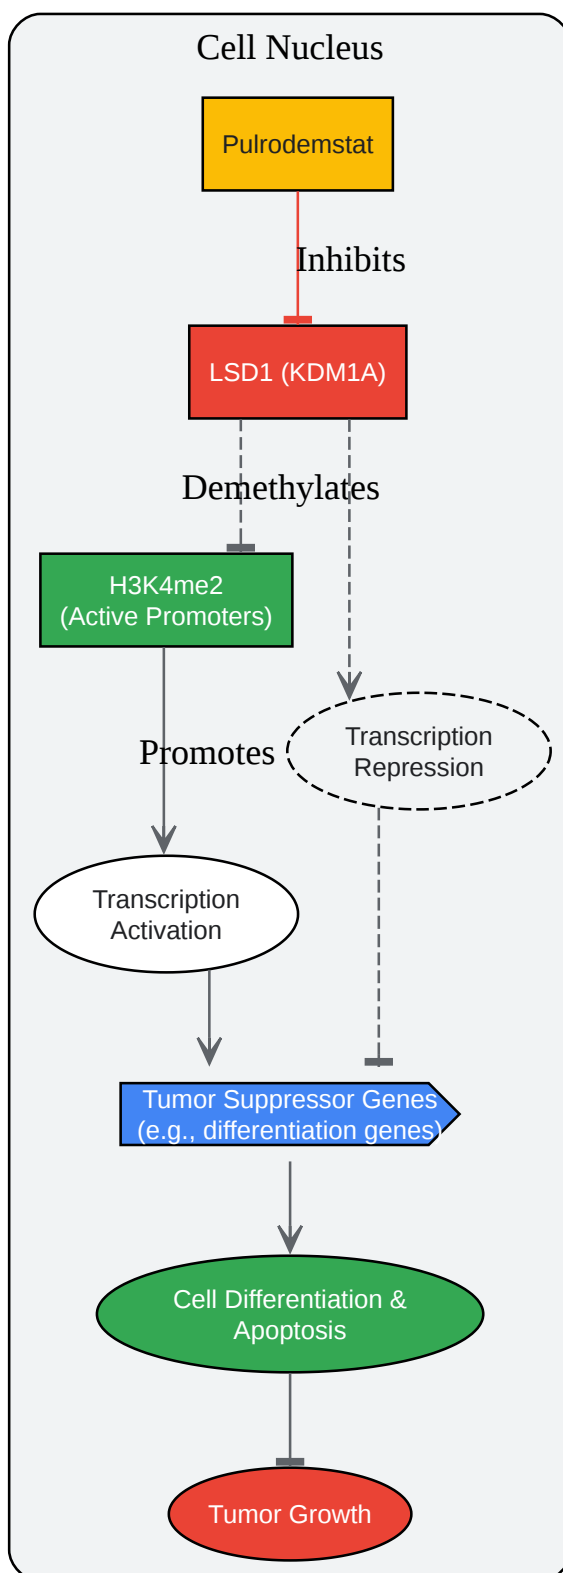 Cell Nucleus
Pulrodemstat
Inhibits
LSD1 (KDM1A)
Demethylates
H3K4me2
(Active Promoters)
Transcription
Repression
Promotes
Transcription
Activation
Tumor Suppressor Genes
(e.g., differentiation genes)
Cell Differentiation &
Apoptosis
Tumor Growth